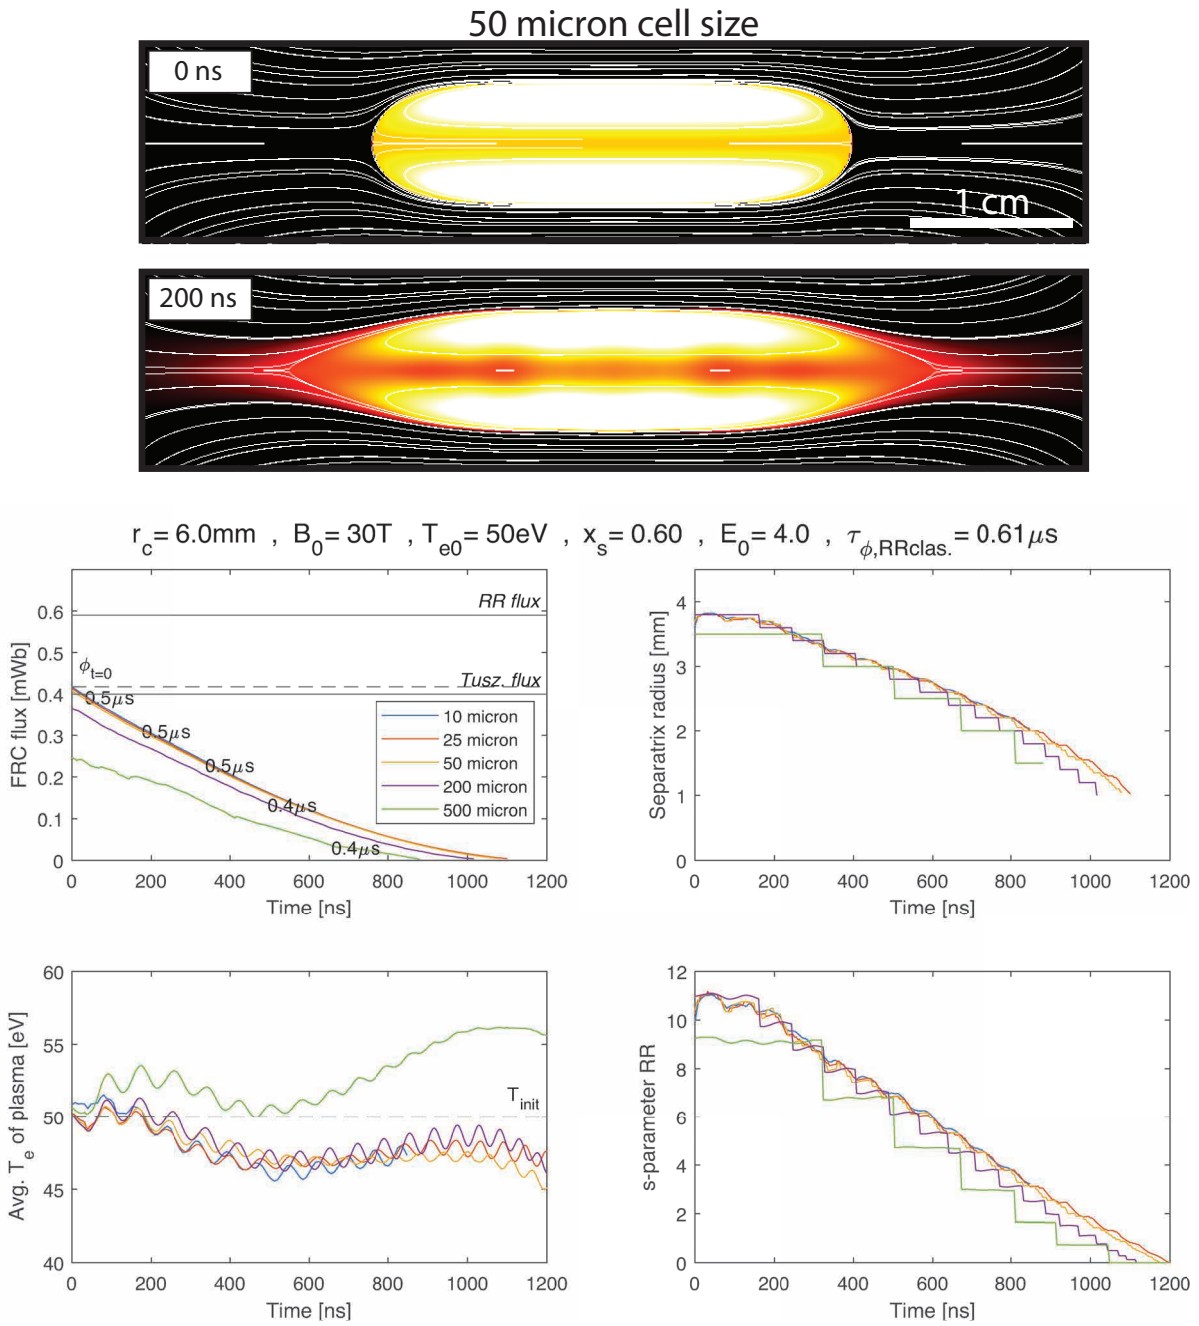 50 micron cell size
0 ns
1 cm
200 ns
r_c= 6.0mm , B_0= 30T , T_e0= 50eV , x_s= 0.60 , E_0= 4.0 , τ_ϕ,RRclas.= 0.61μs
FRC flux [mWb]
0.6
0.5
0.4
0.3
0.2
0.1
0
RR flux
ϕ_t=0
Tusz. flux
0.5μs
0.5μs
0.5μs
0.4μs
0.4μs
10 micron
25 micron
50 micron
200 micron
500 micron
0 200 400 600 800 1000 1200
Time [ns]
Separatrix radius [mm]
4
3
2
1
0
0 200 400 600 800 1000 1200
Time [ns]
Avg. T_e of plasma [eV]
60
55
50
45
40
T_init
0 200 400 600 800 1000 1200
Time [ns]
s-parameter RR
12
10
8
6
4
2
0
0 200 400 600 800 1000 1200
Time [ns]